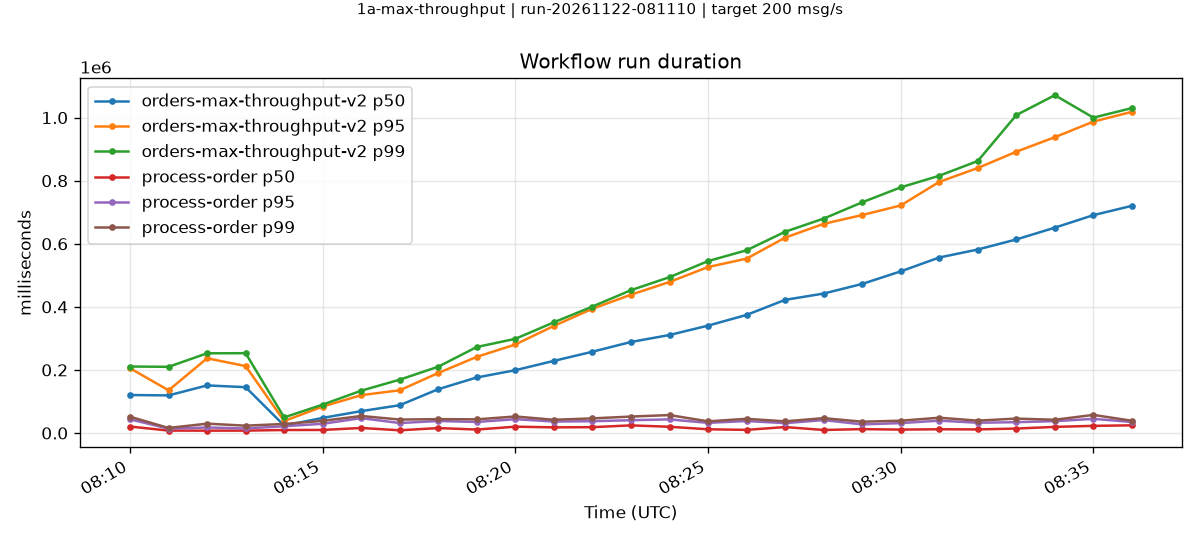 1a-max-throughput | run-20261122-081110 | target 200 msg/s
Workflow run duration
1e6
orders-max-throughput-v2 p50
orders-max-throughput-v2 p95
orders-max-throughput-v2 p99
process-order p50
process-order p95
process-order p99
1.0
0.8
0.6
0.4
0.2
0.0
milliseconds
08:10
08:15
08:20
08:25
08:30
08:35
Time (UTC)